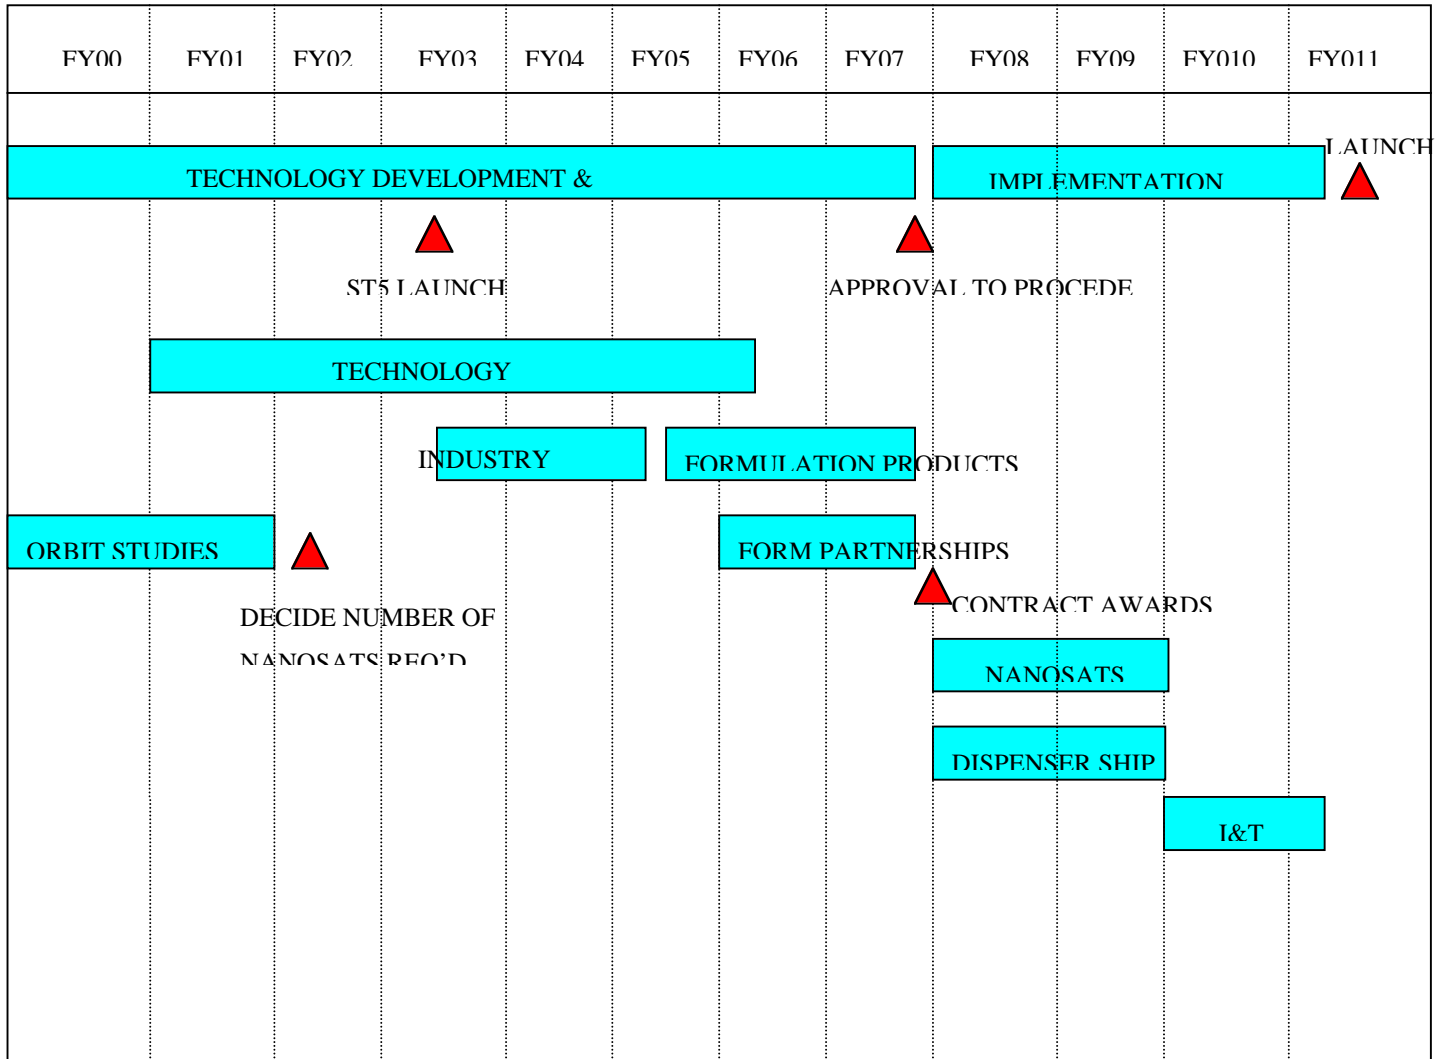 FY00 FY01 FY02 FY03 FY04 FY05 FY06 FY07 FY08 FY09 FY010 FY011
LAUNCH
TECHNOLOGY DEVELOPMENT & IMPLEMENTATION
ST5 LAUNCH APPROVAL TO PROCEDE
TECHNOLOGY
INDUSTRY FORMULATION PRODUCTS
ORBIT STUDIES FORM PARTNERSHIPS
CONTRACT AWARDS
DECIDE NUMBER OF
NANOSATS REQ'D
NANOSATS
DISPENSER SHIP
I&T